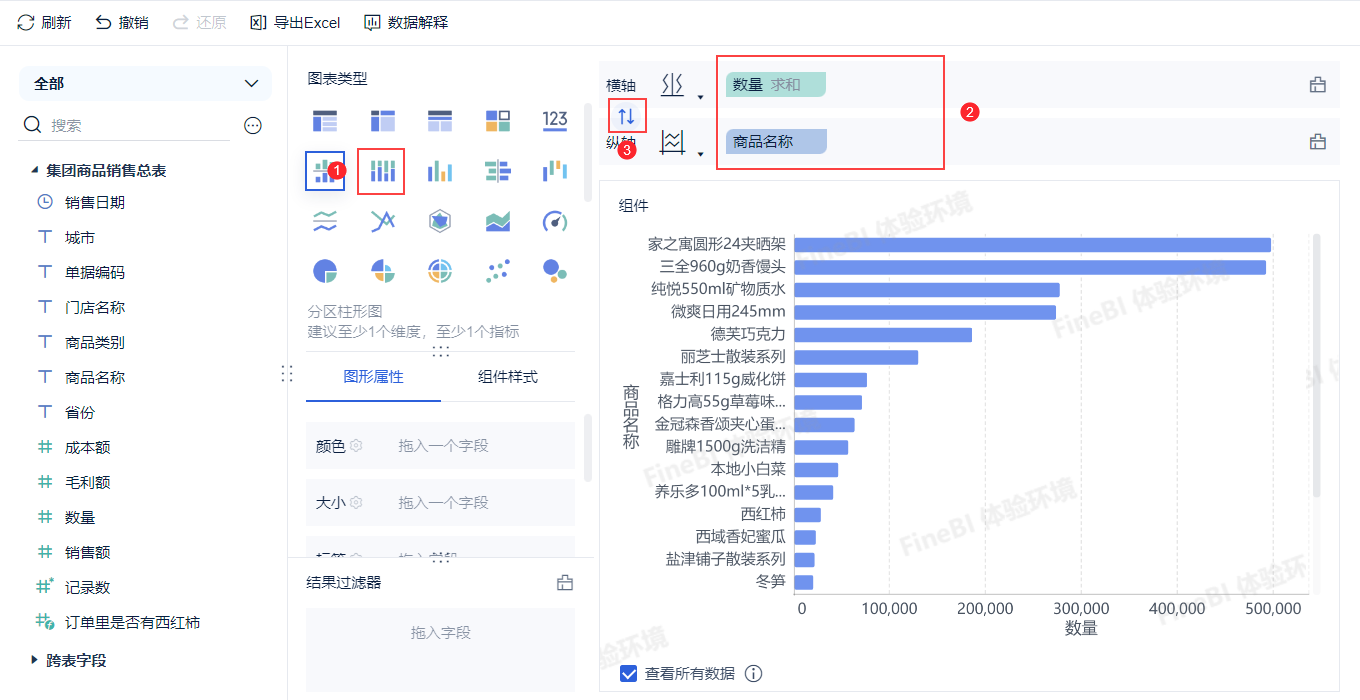 刷新 撤销 还原 导出Excel 数据解释
全部
搜索
集团商品销售总表
销售日期
城市
单据编码
门店名称
商品类别
商品名称
省份
成本额
毛利额
数量
销售额
记录数
订单里是否有西红柿
跨表字段
图表类型
123
1
分区柱形图
建议至少1个维度，至少1个指标
图形属性 组件样式
颜色 拖入一个字段
大小 拖入一个字段
标签 拖入一个字段
结果过滤器
拖入字段
横轴 数量 求和
2
纵轴 商品名称
3
组件
家之寓圆形24夹晒架
三全960g奶香馒头
纯悦550ml矿物质水
微爽日用245mm
德芙巧克力
丽芝士散装系列
嘉士利115g威化饼
格力高55g草莓味...
金冠森香颂夹心蛋...
雕牌1500g洗洁精
本地小白菜
养乐多100ml*5乳...
西红柿
西域香妃蜜瓜
盐津铺子散装系列
冬笋
商品名称
0 100,000 200,000 300,000 400,000 500,000
数量
查看所有数据
FineBI 体验环境
FineBI 体验环境
FineBI 体验环境